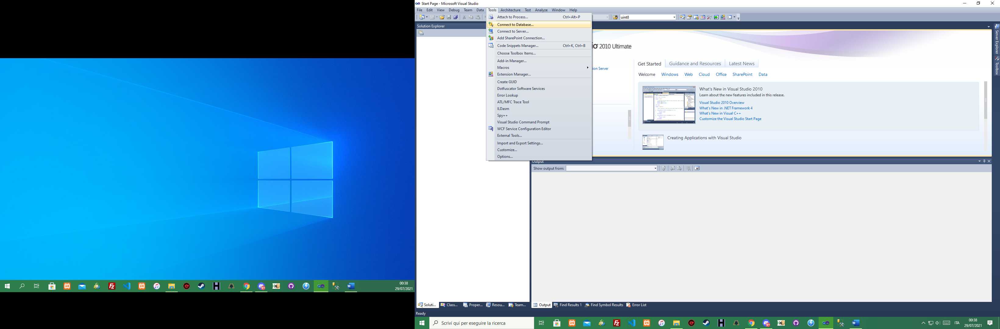 00:38
29/07/2021
Start Page - Microsoft Visual Studio
File Edit View Debug Team Data Tools Architecture Test Analyze Window Help
uint8
Solution Explorer
Attach to Process... Ctrl+Alt+P
Connect to Database...
Connect to Server...
Add SharePoint Connection...
Code Snippets Manager... Ctrl+K, Ctrl+B
Choose Toolbox Items...
Add-in Manager...
Macros
Extension Manager...
Create GUID
Dotfuscator Software Services
Error Lookup
ATL/MFC Trace Tool
ILDasm
Spy++
Visual Studio Command Prompt
WCF Service Configuration Editor
External Tools...
Import and Export Settings...
Customize...
Options...
io 2010 Ultimate
ion Server
Get Started Guidance and Resources Latest News
Welcome Windows Web Cloud Office SharePoint Data
What's New in Visual Studio 2010
Learn about the new features included in this release.
Visual Studio 2010 Overview
What's New in .NET Framework 4
What's New in Visual C++
Customize the Visual Studio Start Page
Creating Applications with Visual Studio
Server Explorer
Toolbox
Output
Show output from:
Soluti... Class... Proper... Resou... Team...
Output Find Results 1 Find Symbol Results Error List
Ready
Scrivi qui per eseguire la ricerca
ITA
00:38
29/07/2021